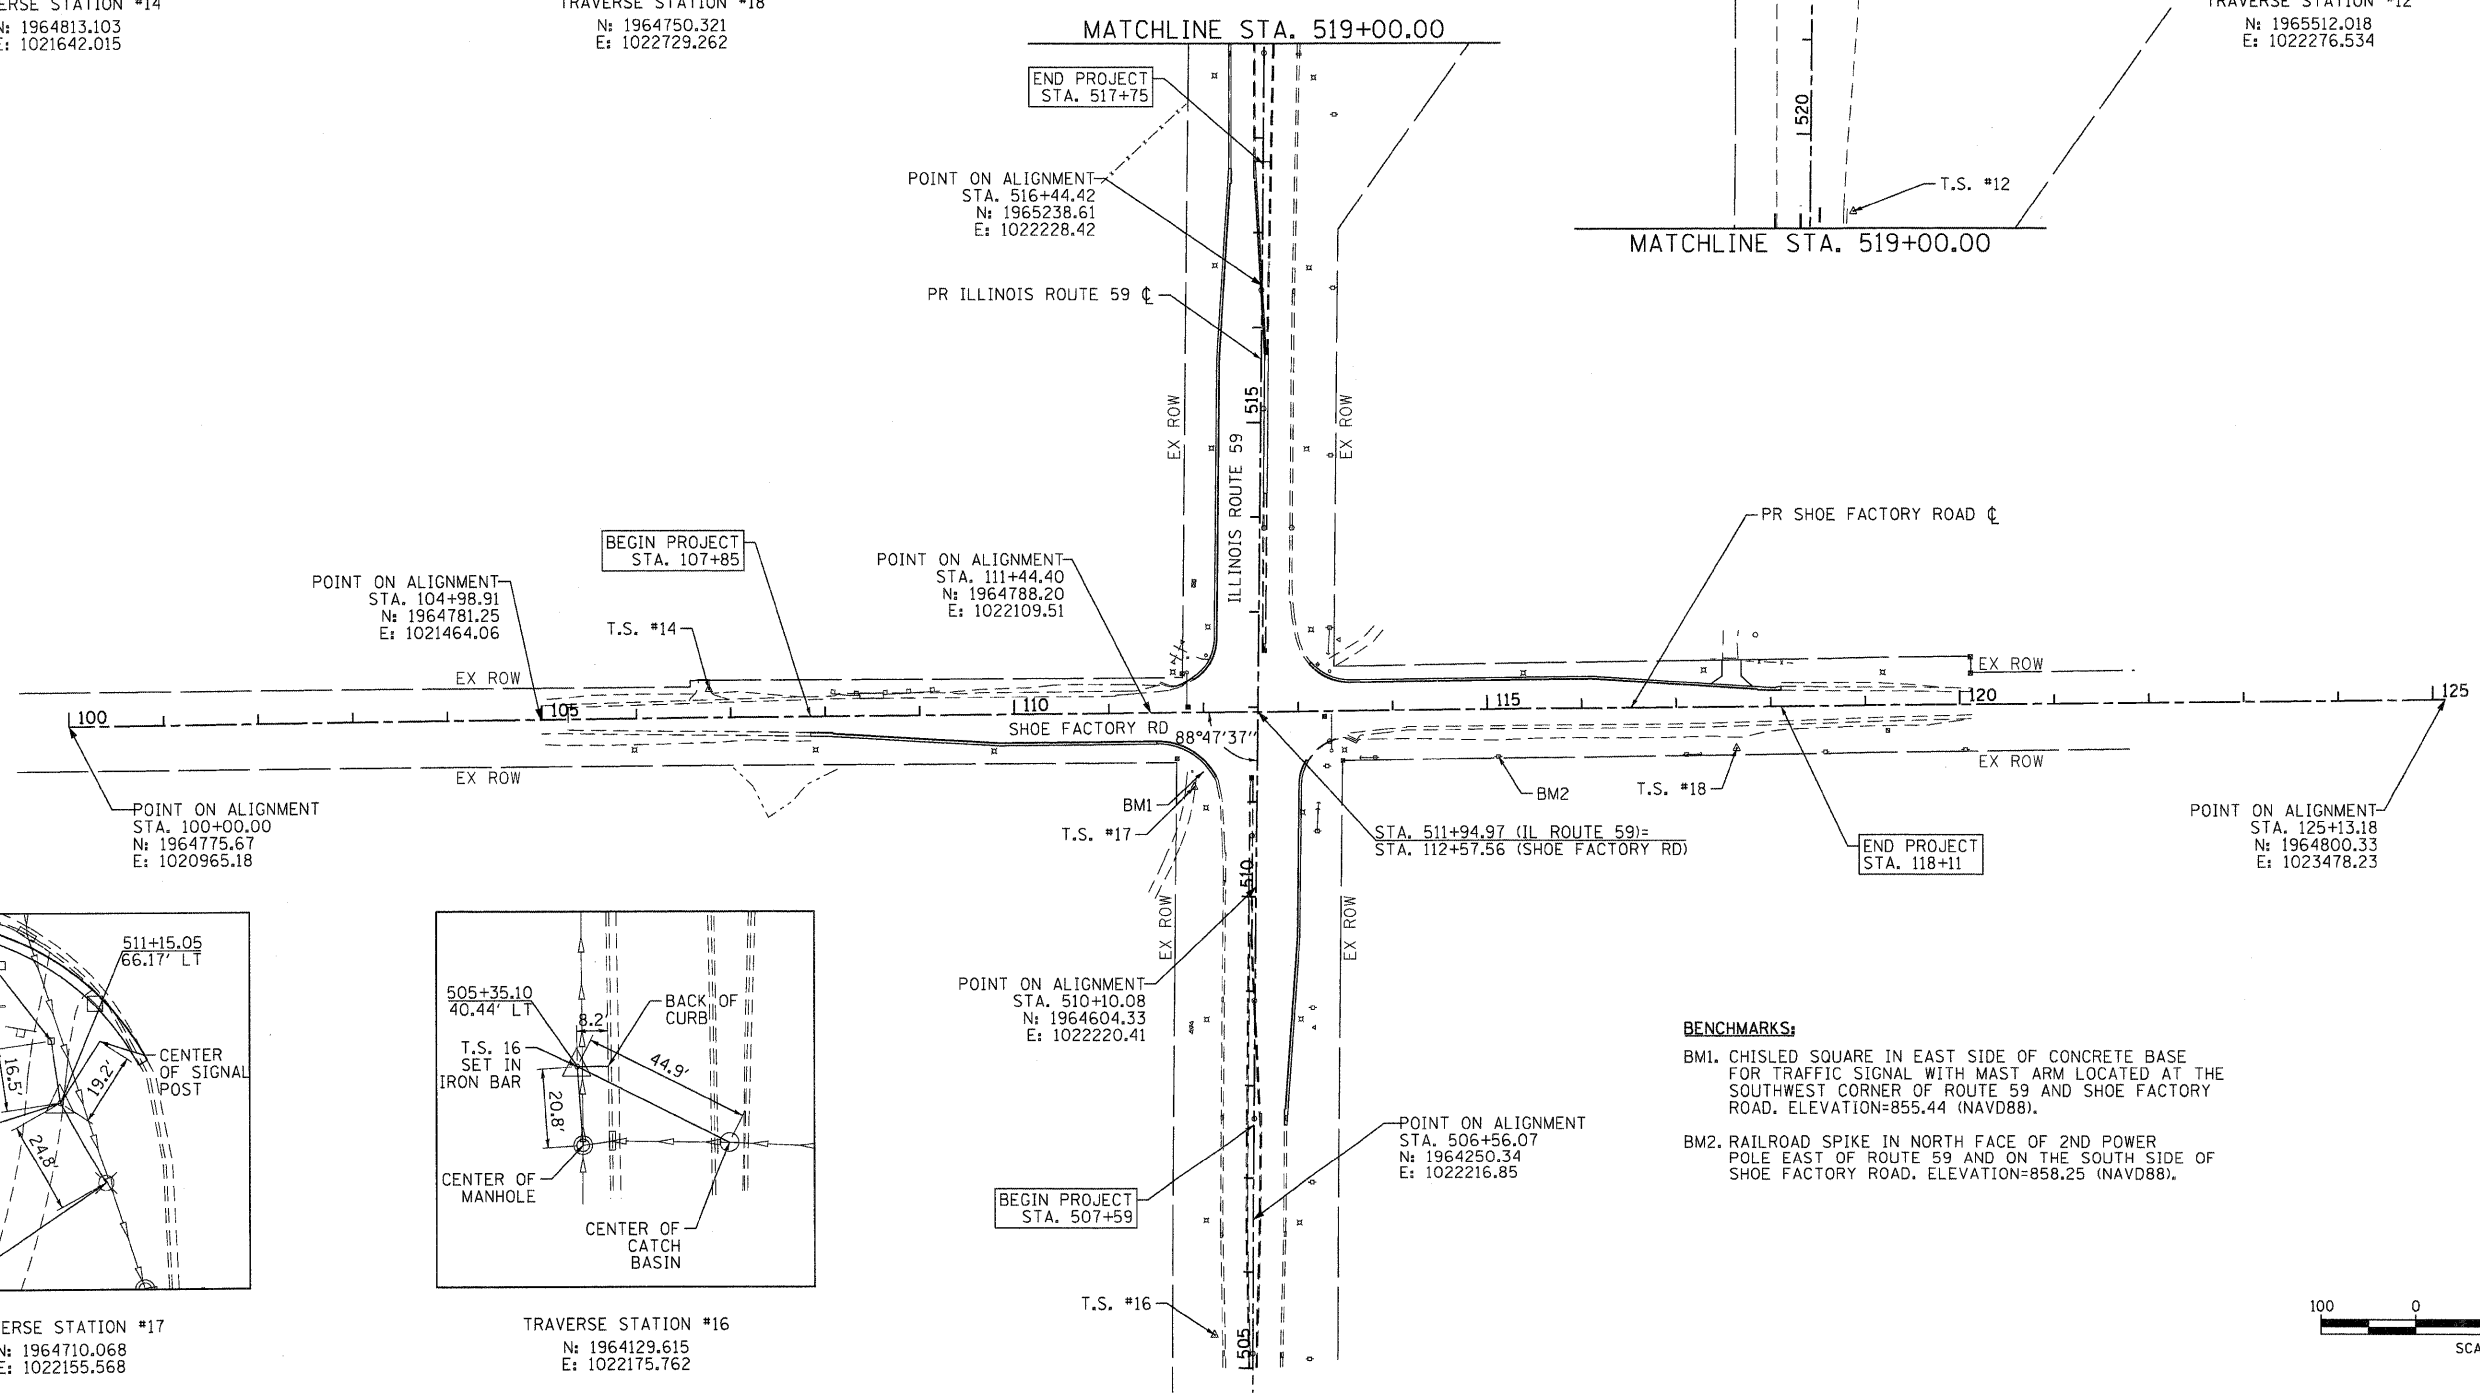 TRAVERSE STATION #18
N: 1964750.321
E: 1022729.262
STATION #14
N: 1964813.103
E: 1021642.015
TRAVERSE STATION #12
N: 1965512.018
E: 1022276.534
MATCHLINE STA. 519+00.00
END PROJECT
STA. 517+75
POINT ON ALIGNMENT
STA. 516+44.42
N: 1965238.61
E: 1022228.42
PR ILLINOIS ROUTE 59 ℄
520
T.S. #12
MATCHLINE STA. 519+00.00
EX ROW
515
EX ROW
ILLINOIS ROUTE 59
PR SHOE FACTORY ROAD ℄
BEGIN PROJECT
STA. 107+85
POINT ON ALIGNMENT
STA. 111+44.40
N: 1964788.20
E: 1022109.51
POINT ON ALIGNMENT
STA. 104+98.91
N: 1964781.25
E: 1021464.06
T.S. #14
EX ROW
EX ROW
100
105
110
115
120
125
SHOE FACTORY RD
88°47'37"
EX ROW
EX ROW
POINT ON ALIGNMENT
STA. 100+00.00
N: 1964775.67
E: 1020965.18
BM1
T.S. #17
BM2
T.S. #18
STA. 511+94.97 (IL ROUTE 59)=
STA. 112+57.56 (SHOE FACTORY RD)
END PROJECT
STA. 118+11
POINT ON ALIGNMENT
STA. 125+13.18
N: 1964800.33
E: 1023478.23
510
EX ROW
EX ROW
POINT ON ALIGNMENT
STA. 510+10.08
N: 1964604.33
E: 1022220.41
511+15.05
66.17' LT
CENTER
OF SIGNAL
POST
16.5'
19.2'
24.8'
505+35.10
40.44' LT
8.2'
BACK OF
CURB
T.S. 16
SET IN
IRON BAR
44.9'
20.8'
CENTER OF
MANHOLE
CENTER OF
CATCH
BASIN
BENCHMARKS:
BM1. CHISLED SQUARE IN EAST SIDE OF CONCRETE BASE
FOR TRAFFIC SIGNAL WITH MAST ARM LOCATED AT THE
SOUTHWEST CORNER OF ROUTE 59 AND SHOE FACTORY
ROAD. ELEVATION=855.44 (NAVD88).
BM2. RAILROAD SPIKE IN NORTH FACE OF 2ND POWER
POLE EAST OF ROUTE 59 AND ON THE SOUTH SIDE OF
SHOE FACTORY ROAD. ELEVATION=858.25 (NAVD88).
POINT ON ALIGNMENT
STA. 506+56.07
N: 1964250.34
E: 1022216.85
BEGIN PROJECT
STA. 507+59
T.S. #16
505
STATION #17
N: 1964710.068
E: 1022155.568
TRAVERSE STATION #16
N: 1964129.615
E: 1022175.762
100 0